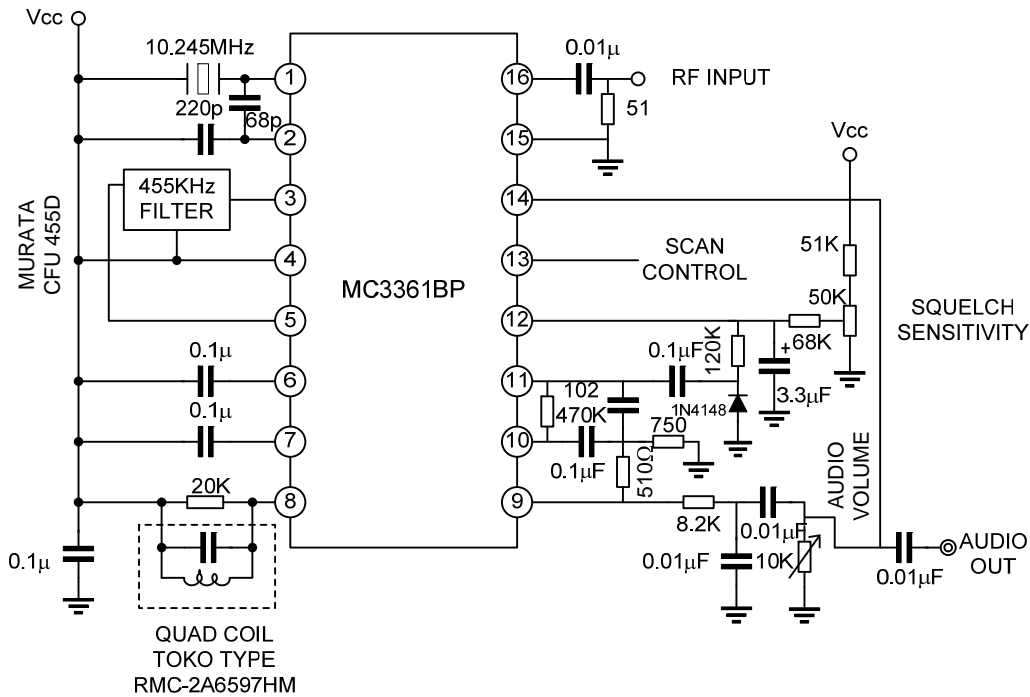 Vcc
10.245MHz
220p
68p
455KHz
FILTER
MURATA
CFU 455D
0.1μ
0.1μ
20K
0.1μ
QUAD COIL
TOKO TYPE
RMC-2A6597HM
1
2
3
4
5
6
7
8
MC3361BP
16
15
14
13
12
11
10
9
0.01μ
RF INPUT
51
Vcc
SCAN
CONTROL
51K
50K
SQUELCH
SENSITIVITY
68K
+
3.3μF
120K
0.1μF
1N4148
102
470K
750
0.1μF
510Ω
8.2K
0.01μF
0.01μF
10K
AUDIO
VOLUME
0.01μF
AUDIO
OUT